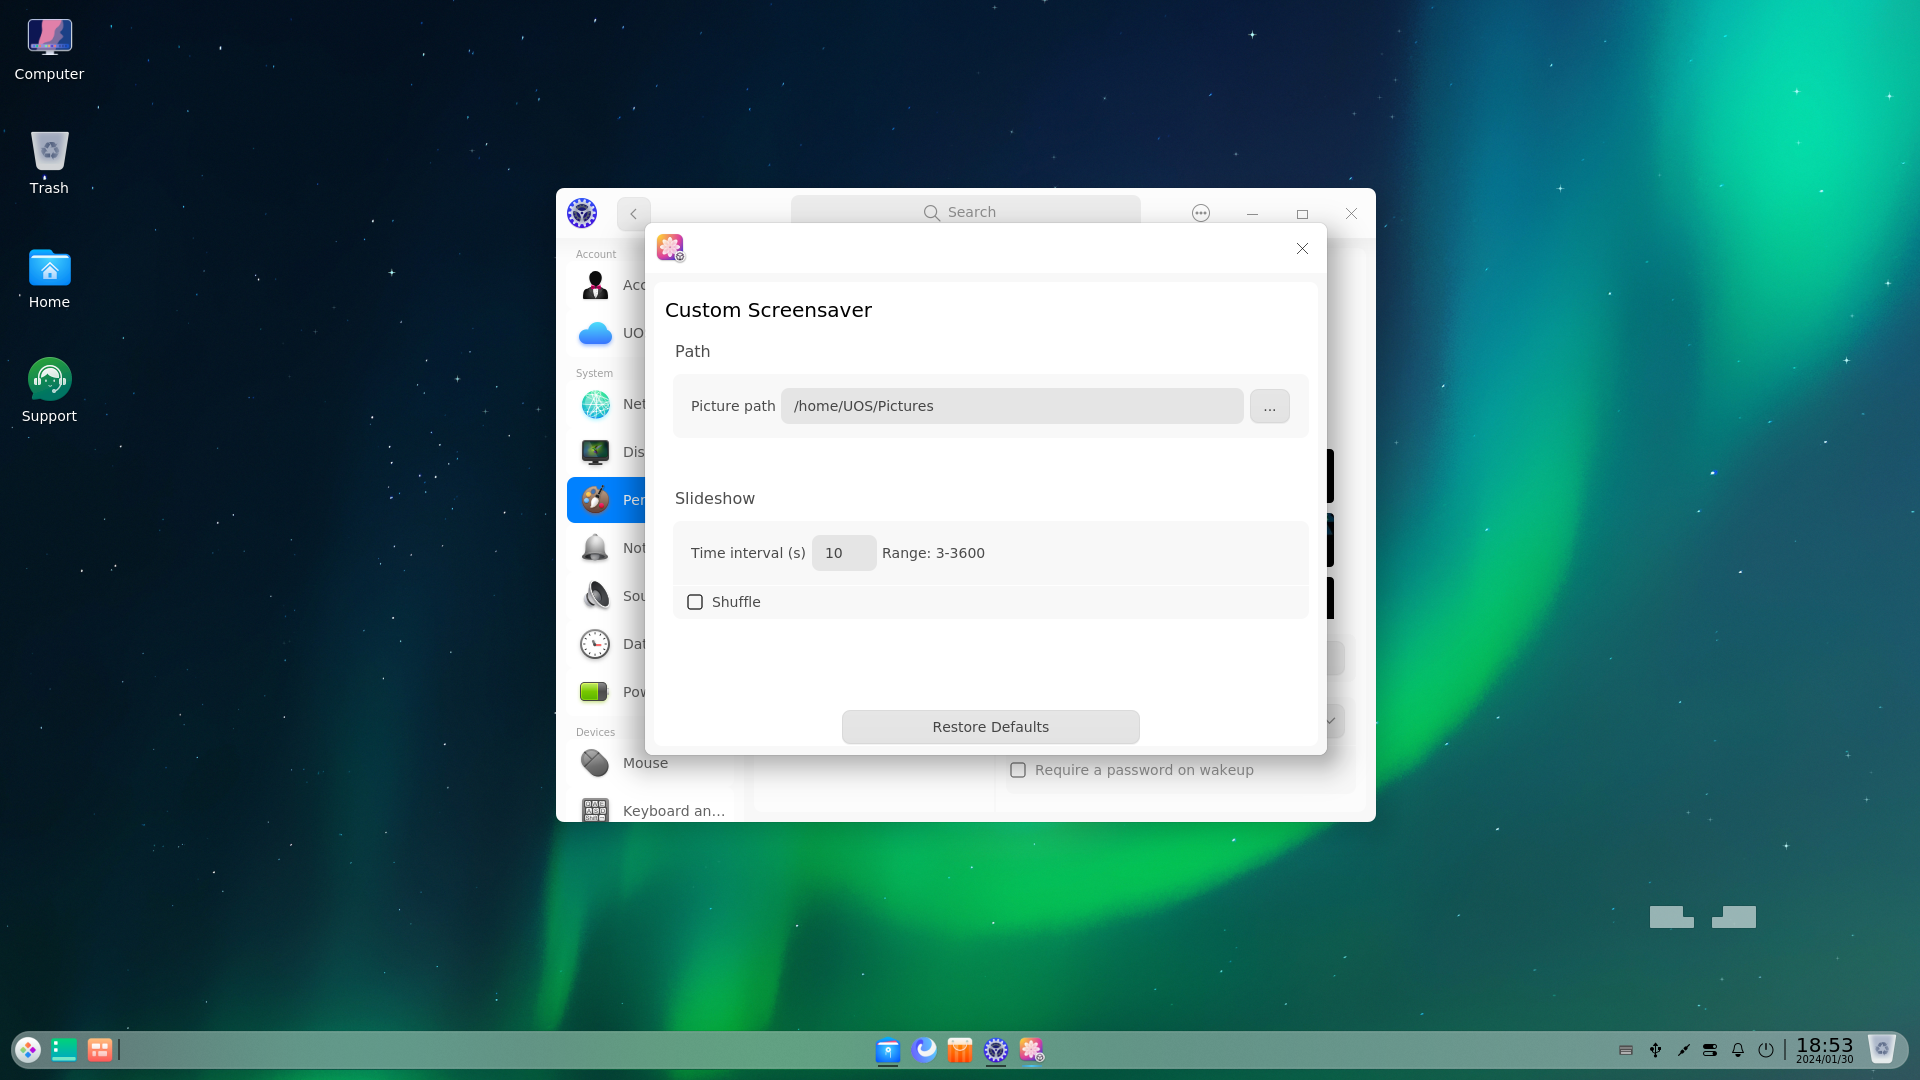 Computer
Trash
Home
Support
Search
Account
Acc
UO
System
Net
Dis
Per
Not
Sou
Dat
Pow
Devices
Mouse
Keyboard an...
Custom Screensaver
Path
Picture path /home/UOS/Pictures ...
Slideshow
Time interval (s) 10 Range: 3-3600
Shuffle
Restore Defaults
Require a password on wakeup
18:53
2024/01/30